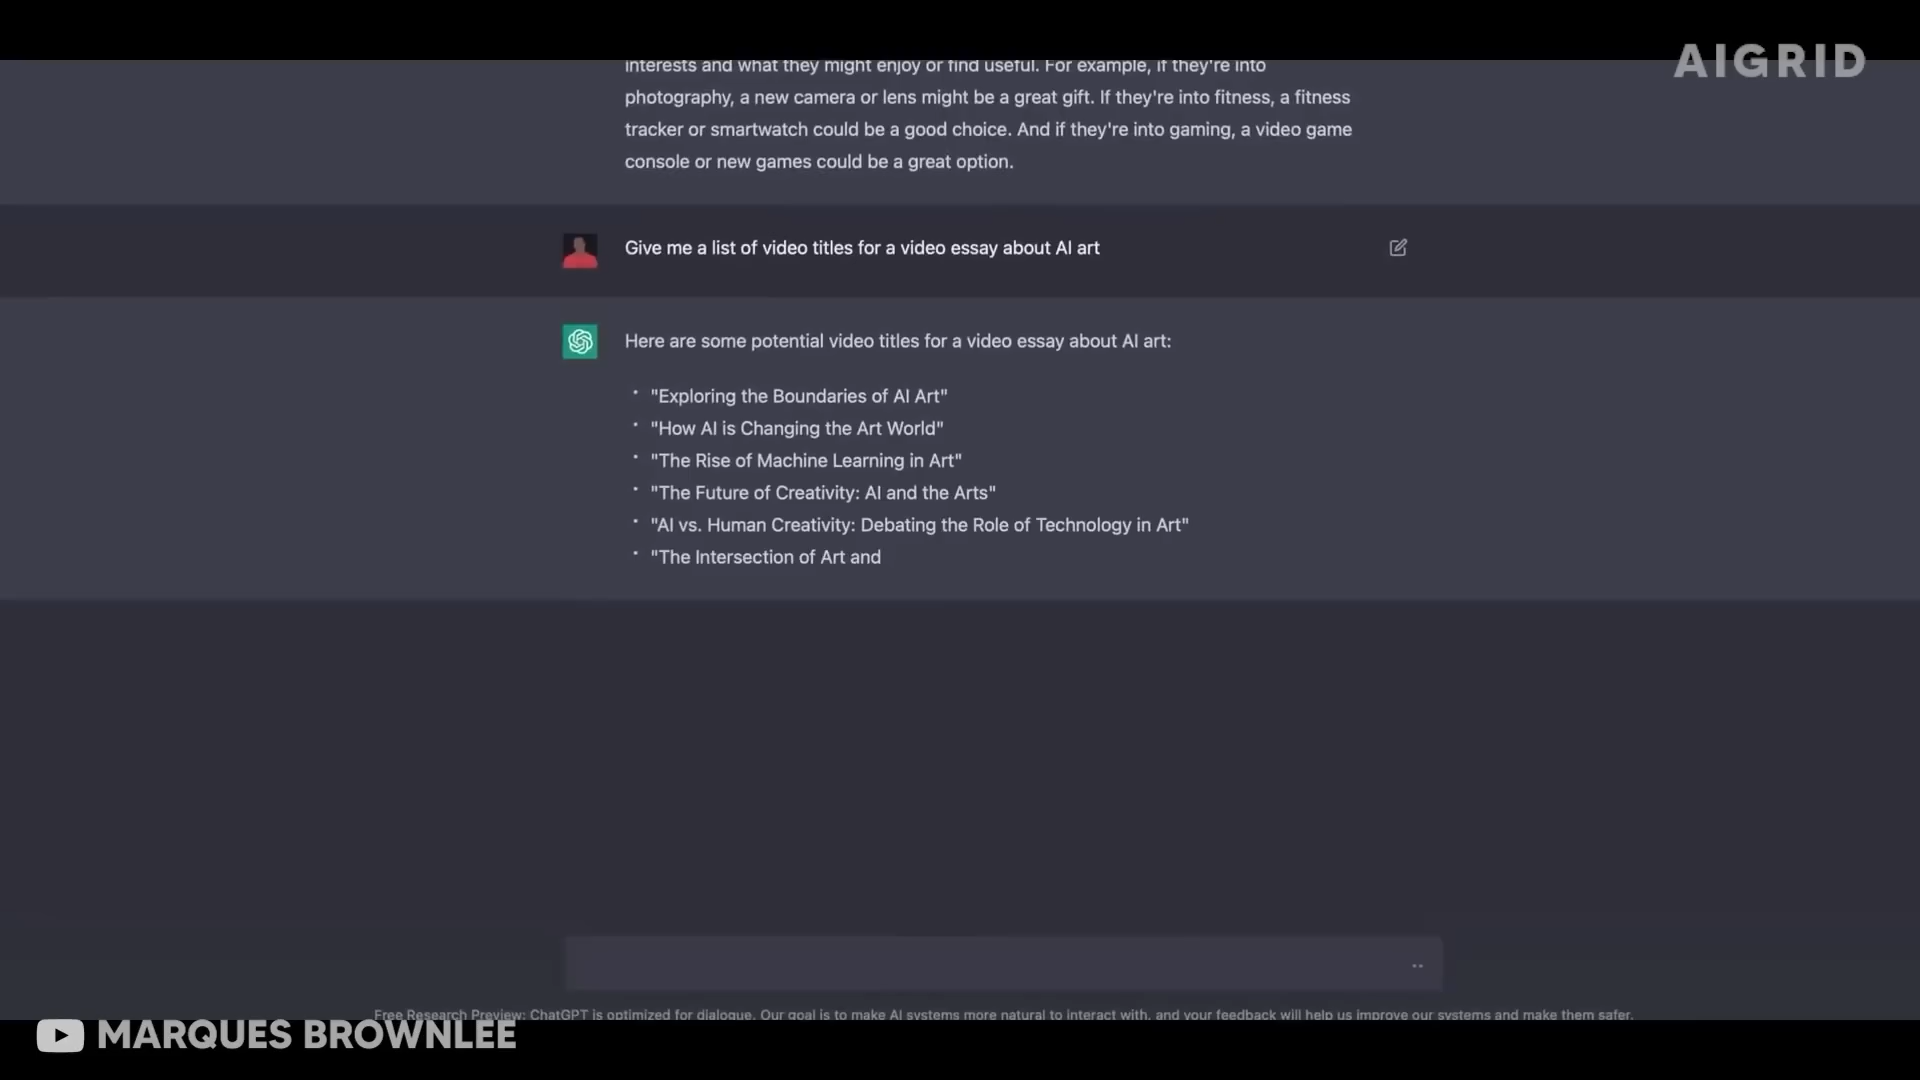 AIGRID
interests and what they might enjoy or find useful. For example, if they're into
photography, a new camera or lens might be a great gift. If they're into fitness, a fitness
tracker or smartwatch could be a good choice. And if they're into gaming, a video game
console or new games could be a great option.
Give me a list of video titles for a video essay about AI art
Here are some potential video titles for a video essay about AI art:
• "Exploring the Boundaries of AI Art"
• "How AI is Changing the Art World"
• "The Rise of Machine Learning in Art"
• "The Future of Creativity: AI and the Arts"
• "AI vs. Human Creativity: Debating the Role of Technology in Art"
• "The Intersection of Art and
Free Research Preview: ChatGPT is optimized for dialogue. Our goal is to make AI systems more natural to interact with, and your feedback will help us improve our systems and make them safer.
MARQUES BROWNLEE